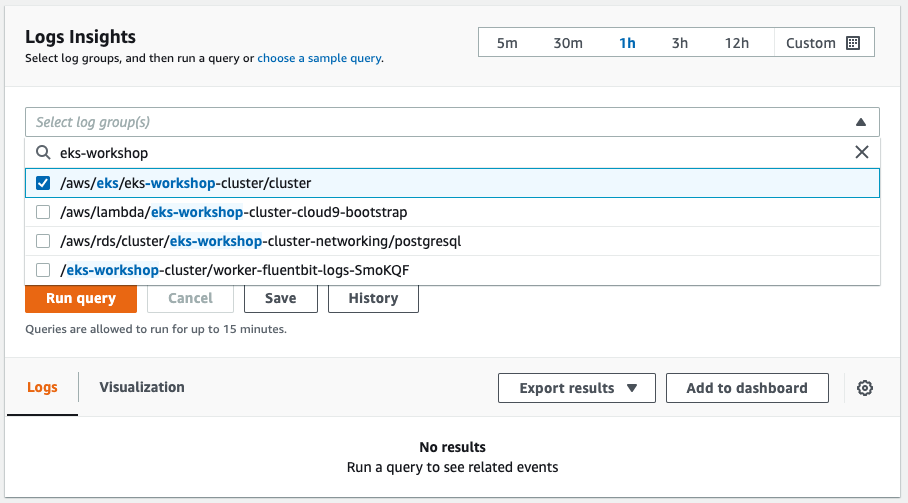 Logs Insights
Select log groups, and then run a query or choose a sample query.
5m 30m 1h 3h 12h Custom
Select log group(s)
eks-workshop
/aws/eks/eks-workshop-cluster/cluster
/aws/lambda/eks-workshop-cluster-cloud9-bootstrap
/aws/rds/cluster/eks-workshop-cluster-networking/postgresql
/eks-workshop-cluster/worker-fluentbit-logs-SmoKQF
Run query Cancel Save History
Queries are allowed to run for up to 15 minutes.
Logs Visualization Export results Add to dashboard
No results
Run a query to see related events